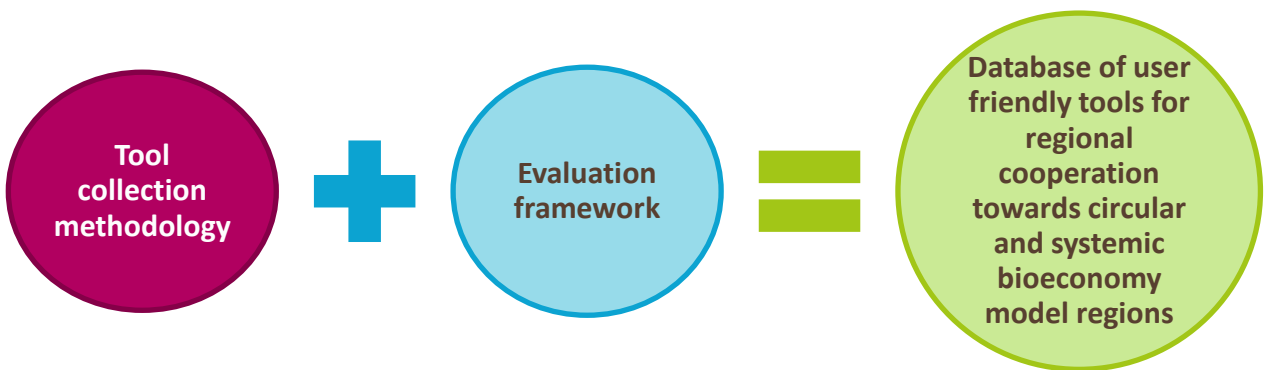 Tool
collection
methodology
Evaluation
framework
Database of user
friendly tools for
regional
cooperation
towards circular
and systemic
bioeconomy
model regions